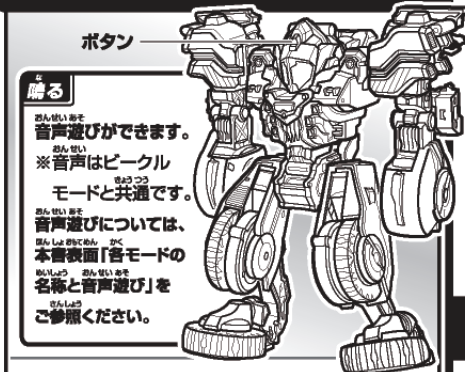 ボタン
鳴る
音声遊びができます。
※音声はビークル
モードと共通です。
音声遊びについては、
本書表面「各モードの
名称と音声遊び」を
ご参照ください。